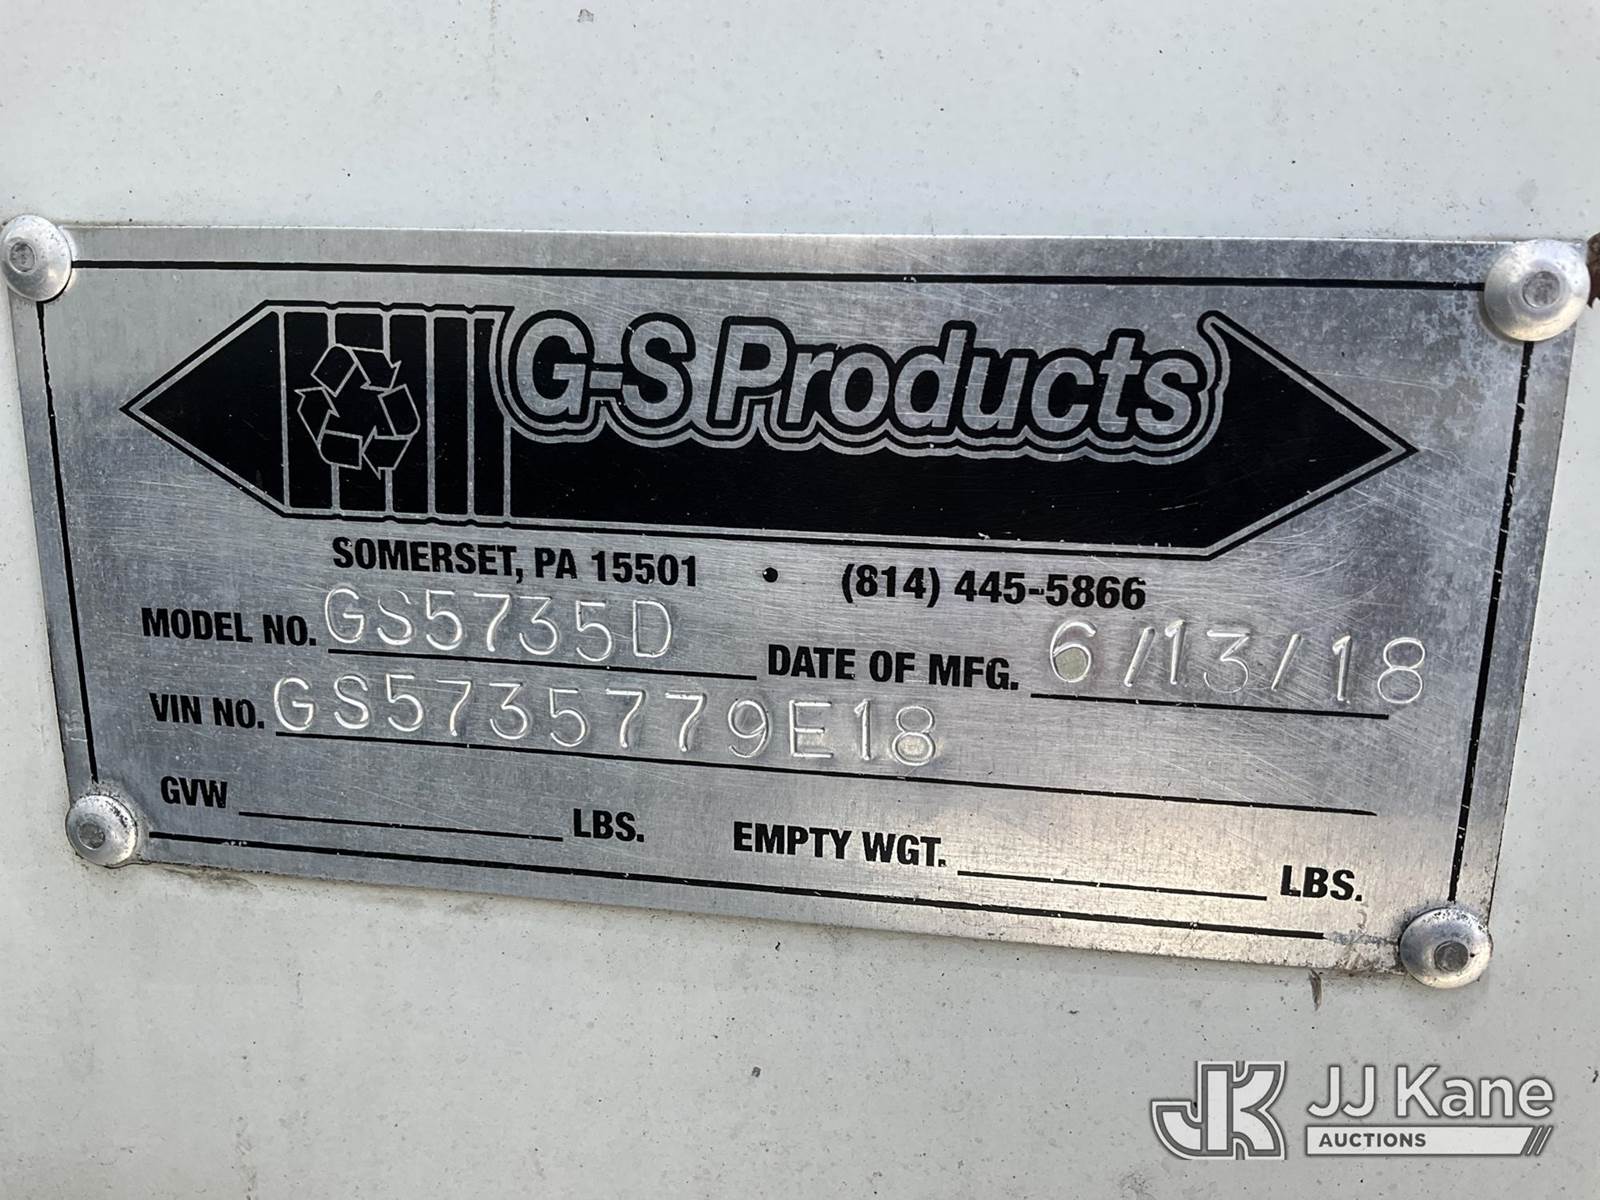 G-S Products
SOMERSET, PA 15501 • (814) 445-5866
MODEL NO. GS5735D DATE OF MFG. 6/13/18
VIN NO. GS5735779E18
GVW LBS. EMPTY WGT. LBS.
JK JJ Kane
AUCTIONS